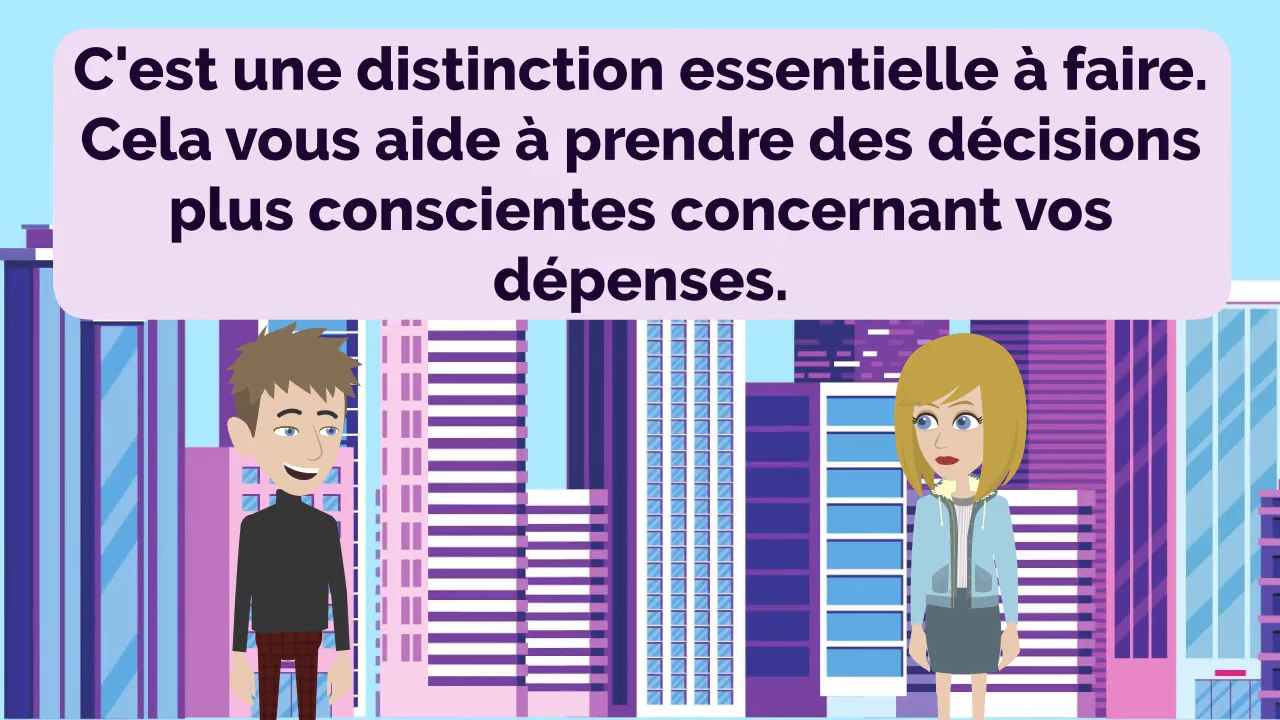 C'est une distinction essentielle à faire.
Cela vous aide à prendre des décisions
plus conscientes concernant vos
dépenses.